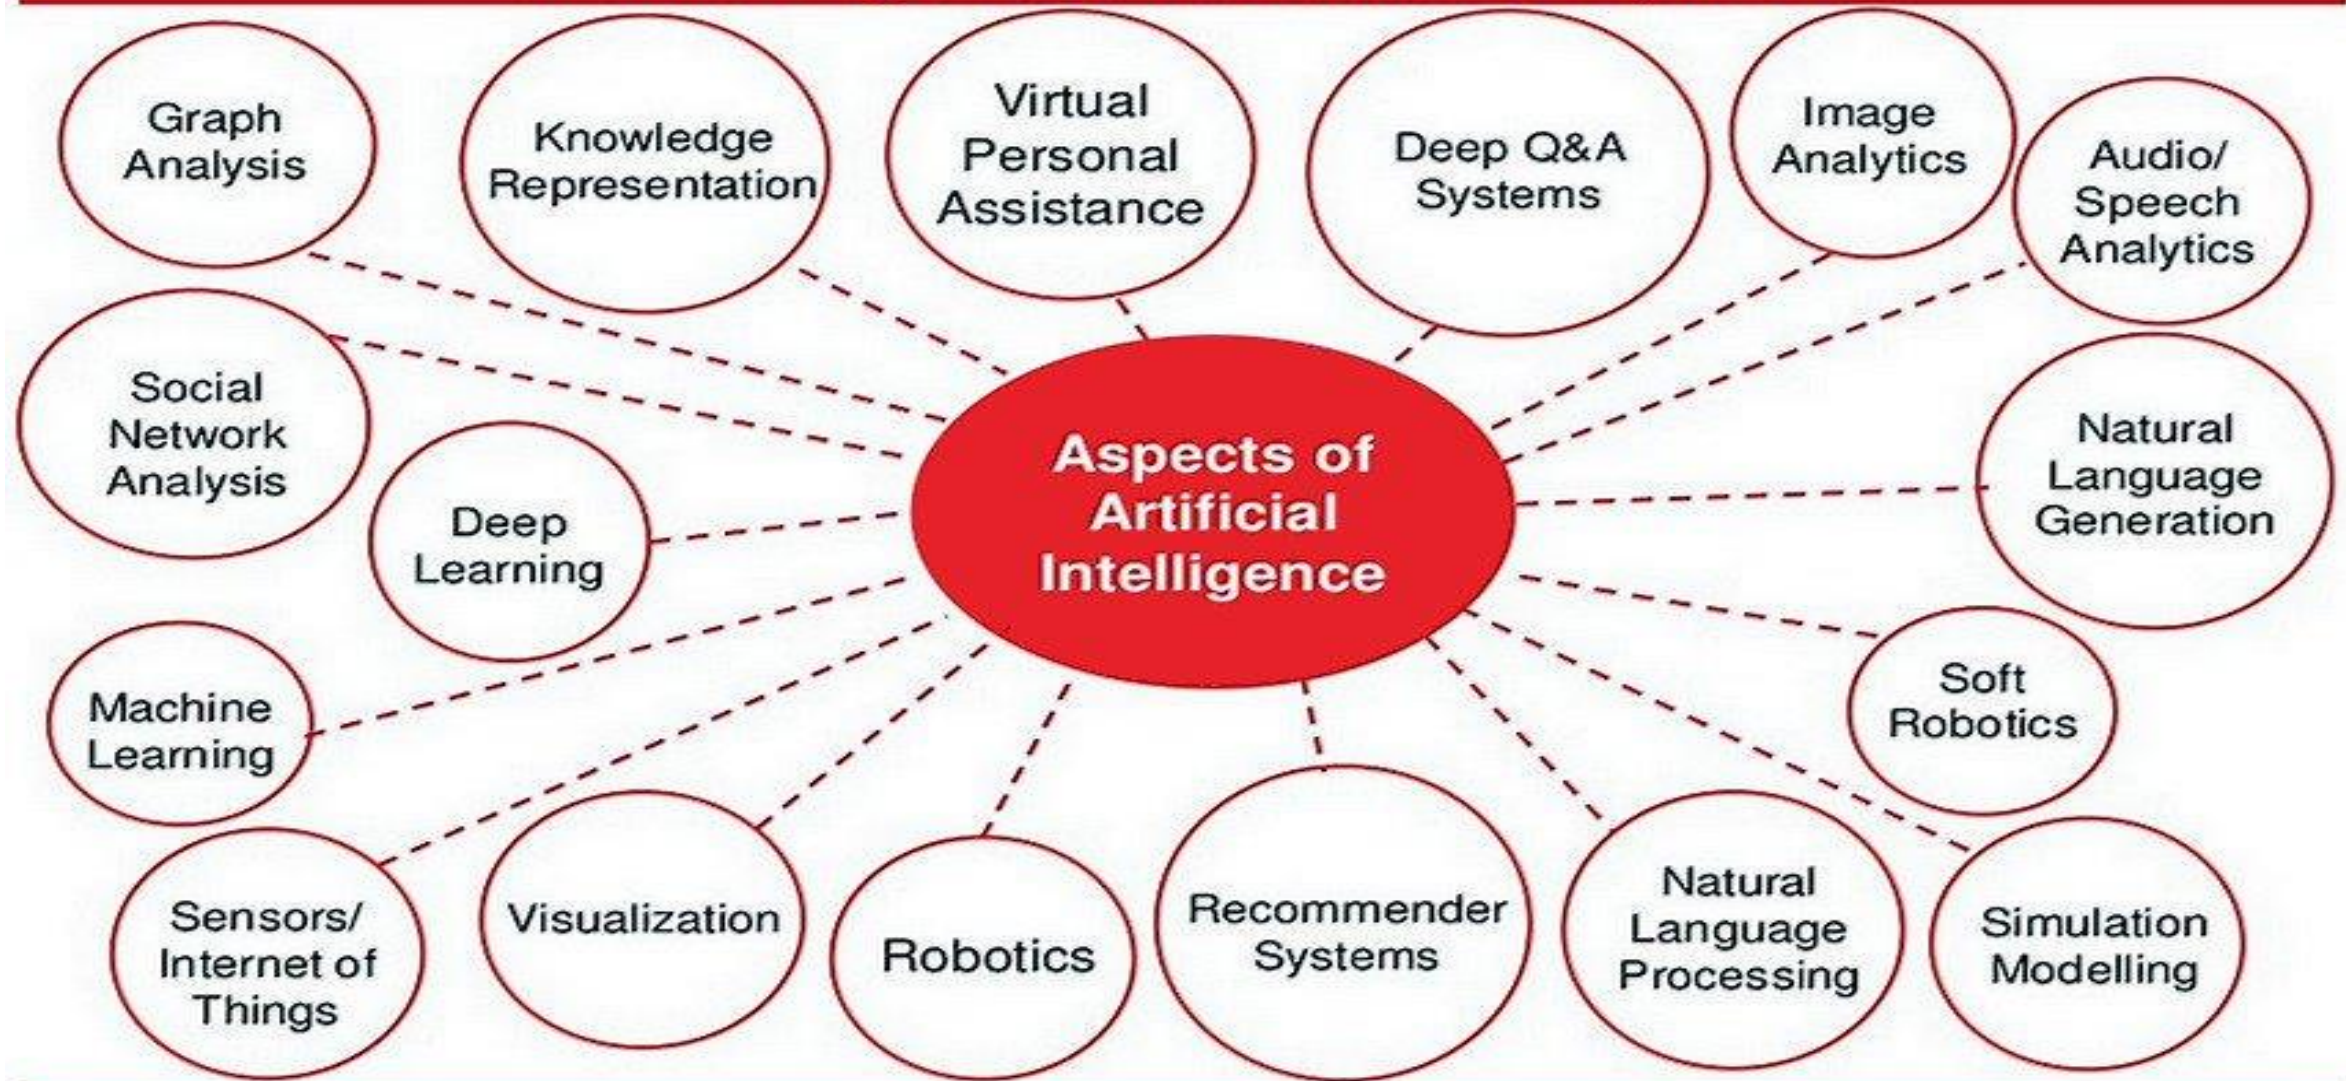 Graph
Analysis
Knowledge
Representation
Virtual
Personal
Assistance
Deep Q&A
Systems
Image
Analytics
Audio/
Speech
Analytics
Social
Network
Analysis
Deep
Learning
Aspects of
Artificial
Intelligence
Natural
Language
Generation
Machine
Learning
Soft
Robotics
Sensors/
Internet of
Things
Visualization
Robotics
Recommender
Systems
Natural
Language
Processing
Simulation
Modelling